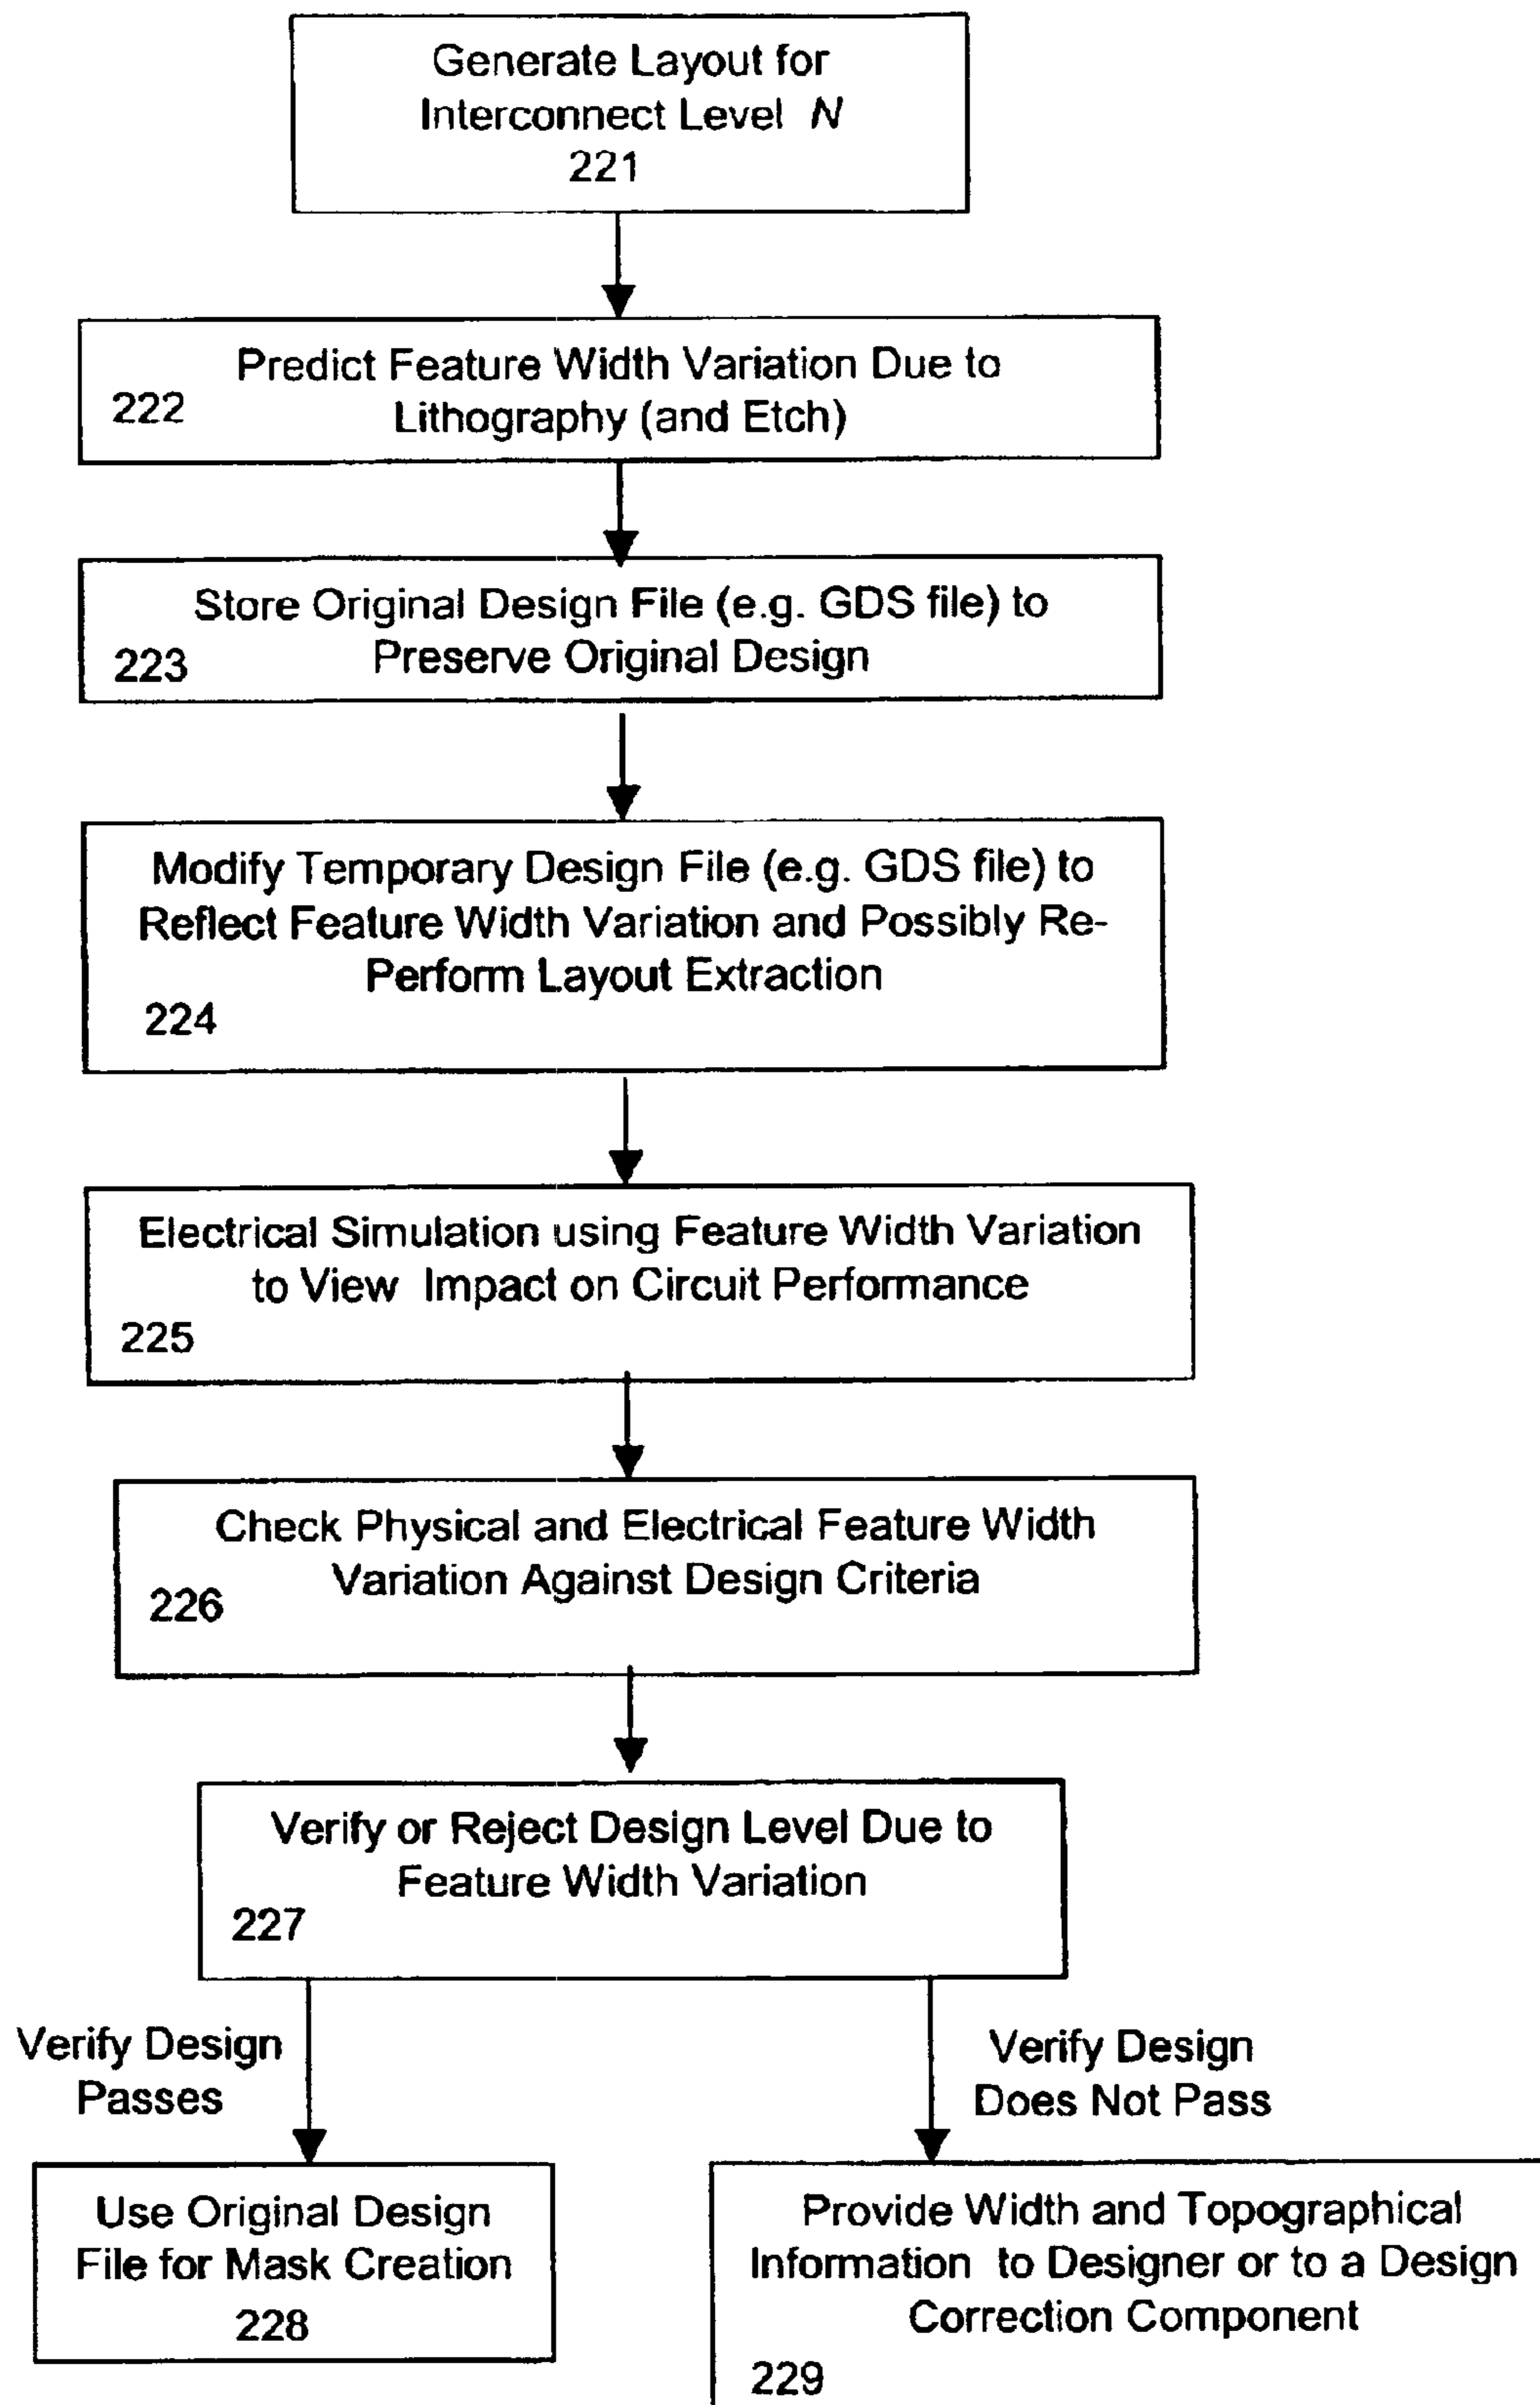 Generate Layout for
Interconnect Level N
221
Predict Feature Width Variation Due to
Lithography (and Etch)
222
Store Original Design File (e.g. GDS file) to
Preserve Original Design
223
Modify Temporary Design File (e.g. GDS file) to
Reflect Feature Width Variation and Possibly Re-
Perform Layout Extraction
224
Electrical Simulation using Feature Width Variation
to View Impact on Circuit Performance
225
Check Physical and Electrical Feature Width
Variation Against Design Criteria
226
Verify or Reject Design Level Due to
Feature Width Variation
227
Verify Design
Passes
Verify Design
Does Not Pass
Use Original Design
File for Mask Creation
228
Provide Width and Topographical
Information to Designer or to a Design
Correction Component
229